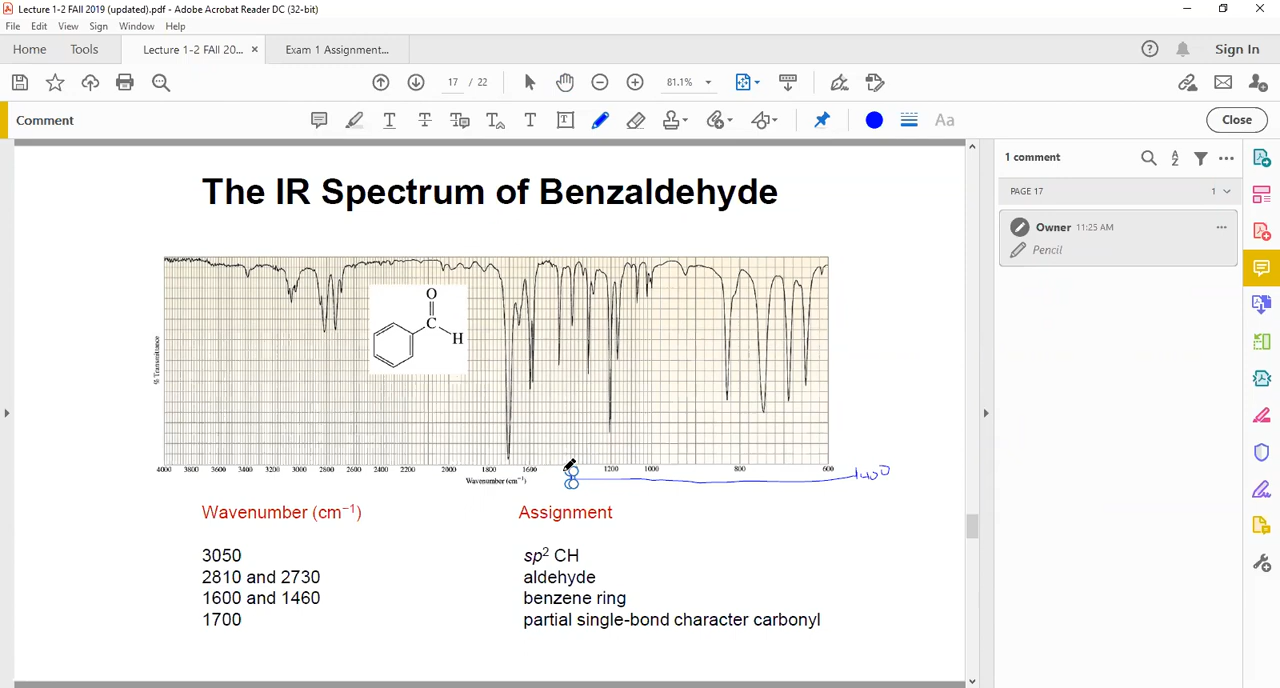 Lecture 1-2 FAll 2019 (updated).pdf - Adobe Acrobat Reader DC (32-bit)
File Edit View Sign Window Help
Home Tools Lecture 1-2 FAll 20... × Exam 1 Assignment... Sign In
17 / 22 81.1%
Comment Aa Close
1 comment
PAGE 17 1
Owner 11:25 AM
Pencil
The IR Spectrum of Benzaldehyde
O
C
H
% Transmittance
4000 3800 3600 3400 3200 3000 2800 2600 2400 2200 2000 1800 1600 1200 1000 800 600
Wavenumber (cm⁻¹)
1400
Wavenumber (cm⁻¹) Assignment
3050 sp² CH
2810 and 2730 aldehyde
1600 and 1460 benzene ring
1700 partial single-bond character carbonyl